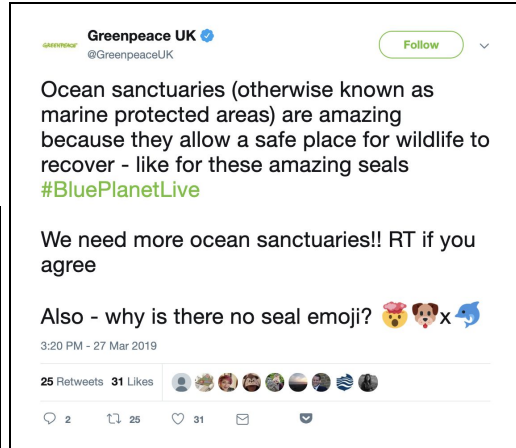 GREENPEACE
Greenpeace UK
@GreenpeaceUK
Follow
Ocean sanctuaries (otherwise known as
marine protected areas) are amazing
because they allow a safe place for wildlife to
recover - like for these amazing seals
#BluePlanetLive
We need more ocean sanctuaries!! RT if you
agree
Also - why is there no seal emoji? 🤯🐶x🐬
3:20 PM - 27 Mar 2019
25 Retweets 31 Likes
2 25 31